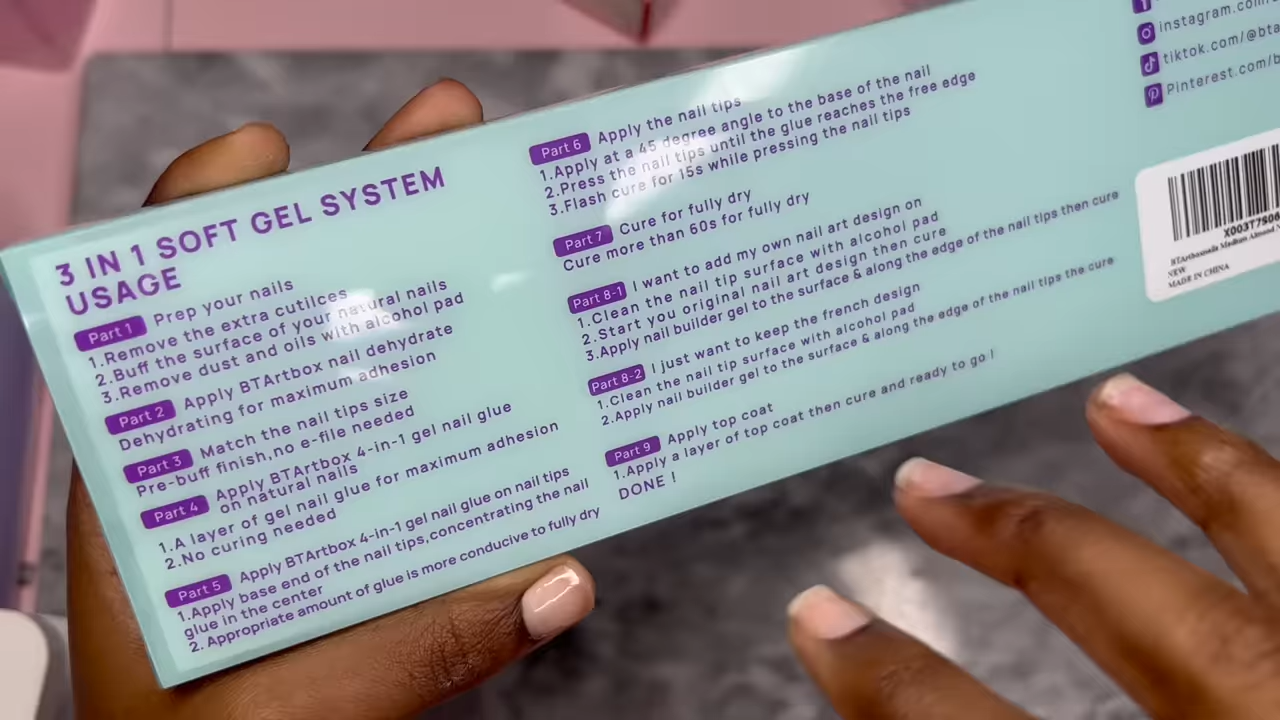 3 IN 1 SOFT GEL SYSTEM
USAGE
Part 1 Prep your nails
1.Remove the extra cutilces
2.Buff the surface of your natural nails
3.Remove dust and oils with alcohol pad
Part 2 Apply BTArtbox nail dehydrate
Dehydrating for maximum adhesion
Part 3 Match the nail tips size
Pre-buff finish,no e-file needed
Part 4 Apply BTArtbox 4-in-1 gel nail glue
on natural nails
1.A layer of gel nail glue for maximum adhesion
2.No curing needed
Part 5 Apply BTArtbox 4-in-1 gel nail glue on nail tips
1.Apply base end of the nail tips,concentrating the nail
glue in the center
2. Appropriate amount of glue is more conducive to fully dry
Part 6 Apply the nail tips
1.Apply at a 45 degree angle to the base of the nail
2.Press the nail tips until the glue reaches the free edge
3.Flash cure for 15s while pressing the nail tips
Part 7 Cure for fully dry
Cure more than 60s for fully dry
Part 8-1 I want to add my own nail art design on
1.Clean the nail tip surface with alcohol pad
2.Start you original nail art design then cure
3.Apply nail builder gel to the surface & along the edge of the nail tips then cure
Part 8-2 I just want to keep the french design
1.Clean the nail tip surface with alcohol pad
2.Apply nail builder gel to the surface & along the edge of the nail tips the cure
Part 9 Apply top coat
1.Apply a layer of top coat then cure and ready to go !
DONE !
instagram.com/
tiktok.com/@bta
Pinterest.com/b
X003T7S0
BTArtboxnails Medium Almond N
NEW
MADE IN CHINA